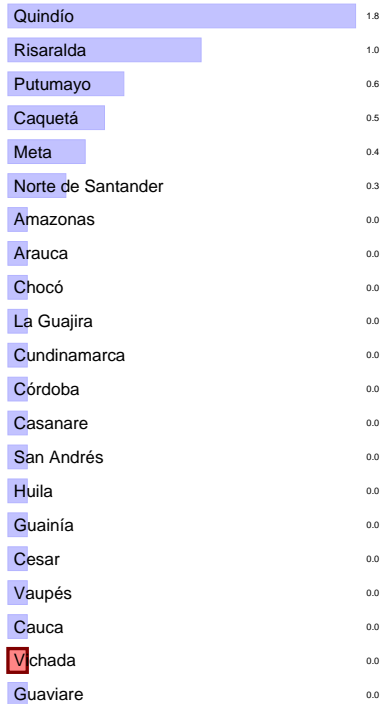 Quindío 1.8
Risaralda 1.0
Putumayo 0.6
Caquetá 0.5
Meta 0.4
Norte de Santander 0.3
Amazonas 0.0
Arauca 0.0
Chocó 0.0
La Guajira 0.0
Cundinamarca 0.0
Córdoba 0.0
Casanare 0.0
San Andrés 0.0
Huila 0.0
Guainía 0.0
Cesar 0.0
Vaupés 0.0
Cauca 0.0
Vichada 0.0
Guaviare 0.0